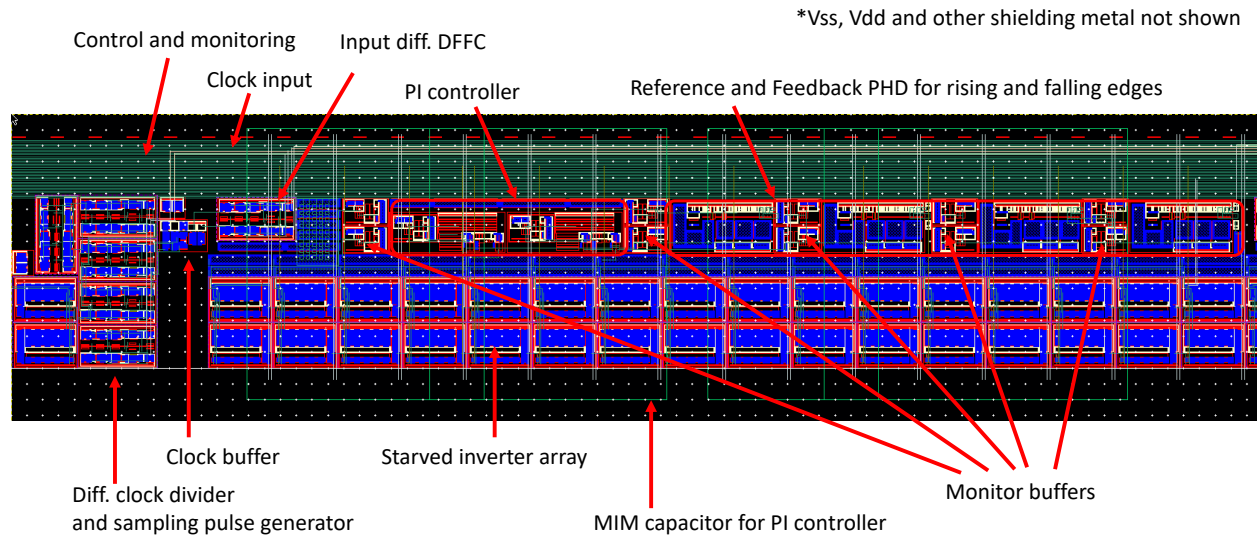 *Vss, Vdd and other shielding metal not shown
Control and monitoring
Input diff. DFFC
Clock input
PI controller
Reference and Feedback PHD for rising and falling edges
Clock buffer
Starved inverter array
Monitor buffers
Diff. clock divider
and sampling pulse generator
MIM capacitor for PI controller